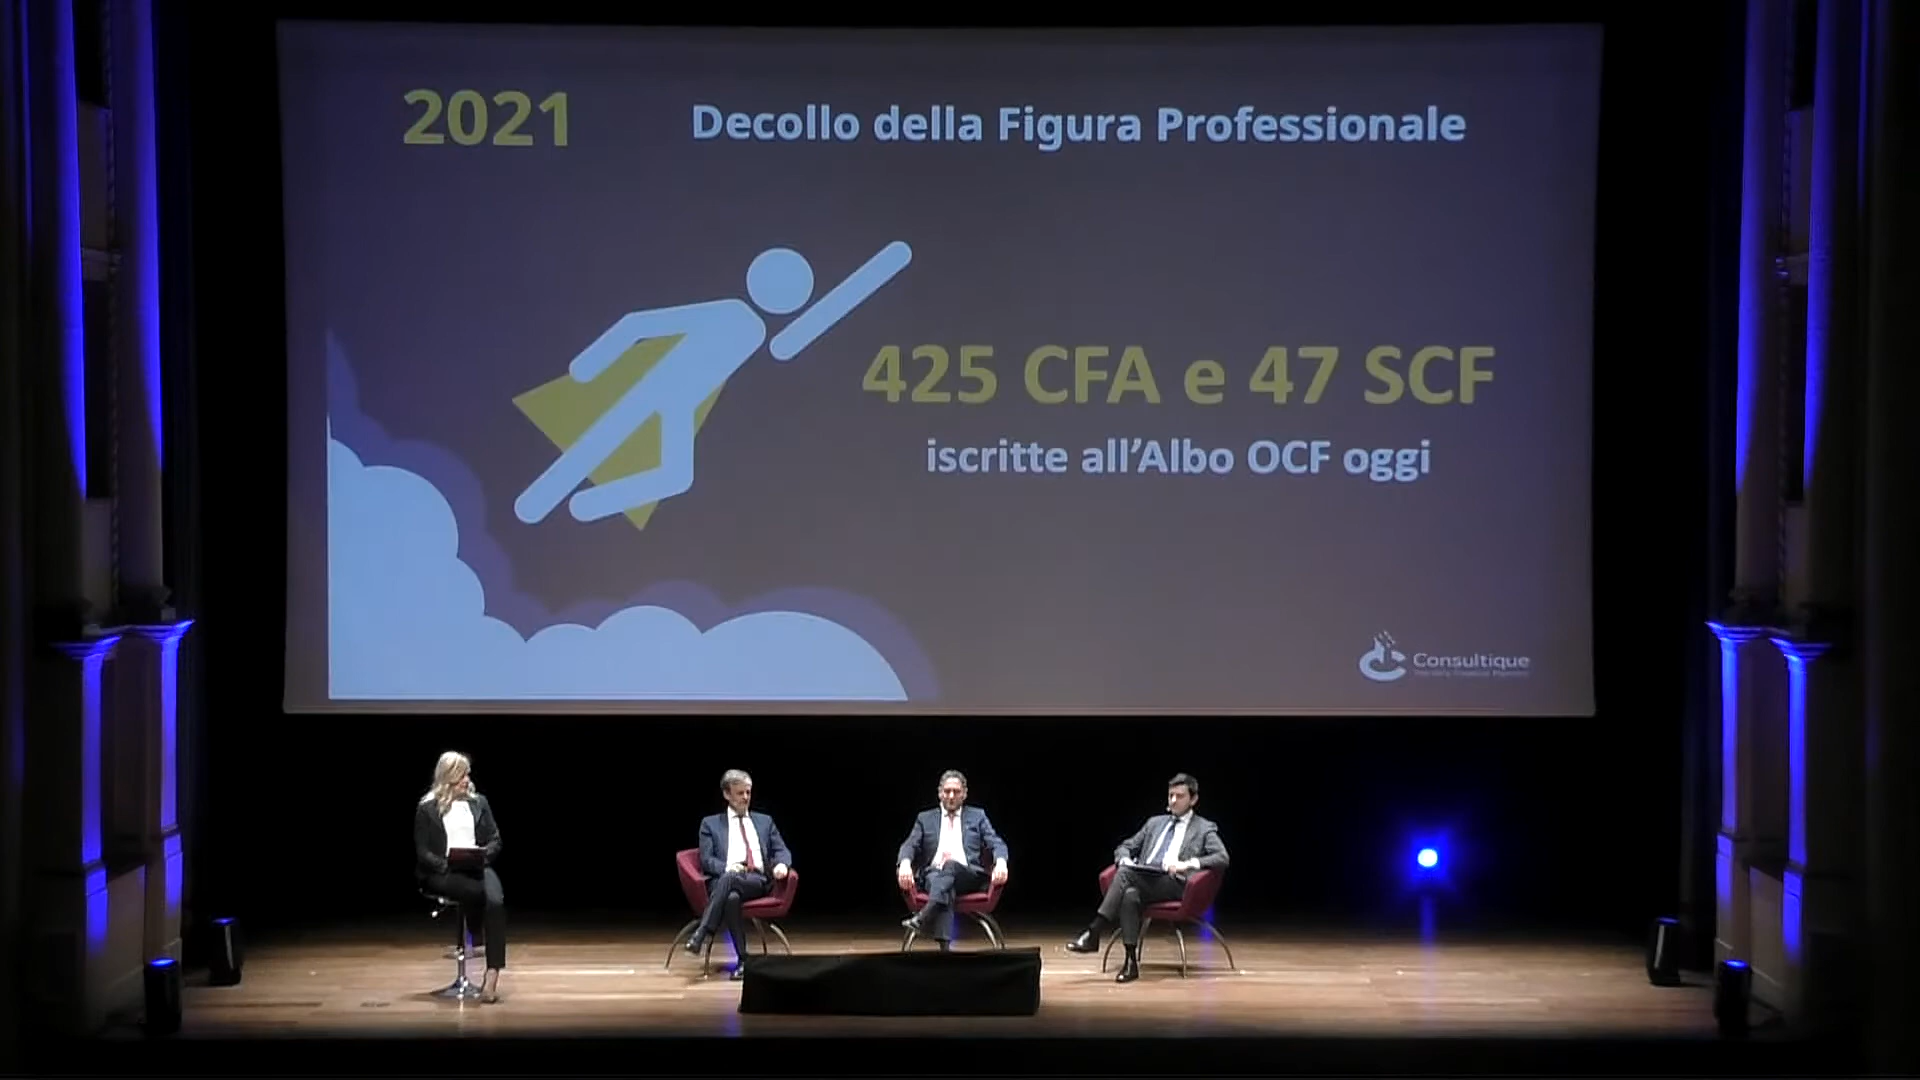 2021
Decollo della Figura Professionale
425 CFA e 47 SCF
iscritte all'Albo OCF oggi
Consultique